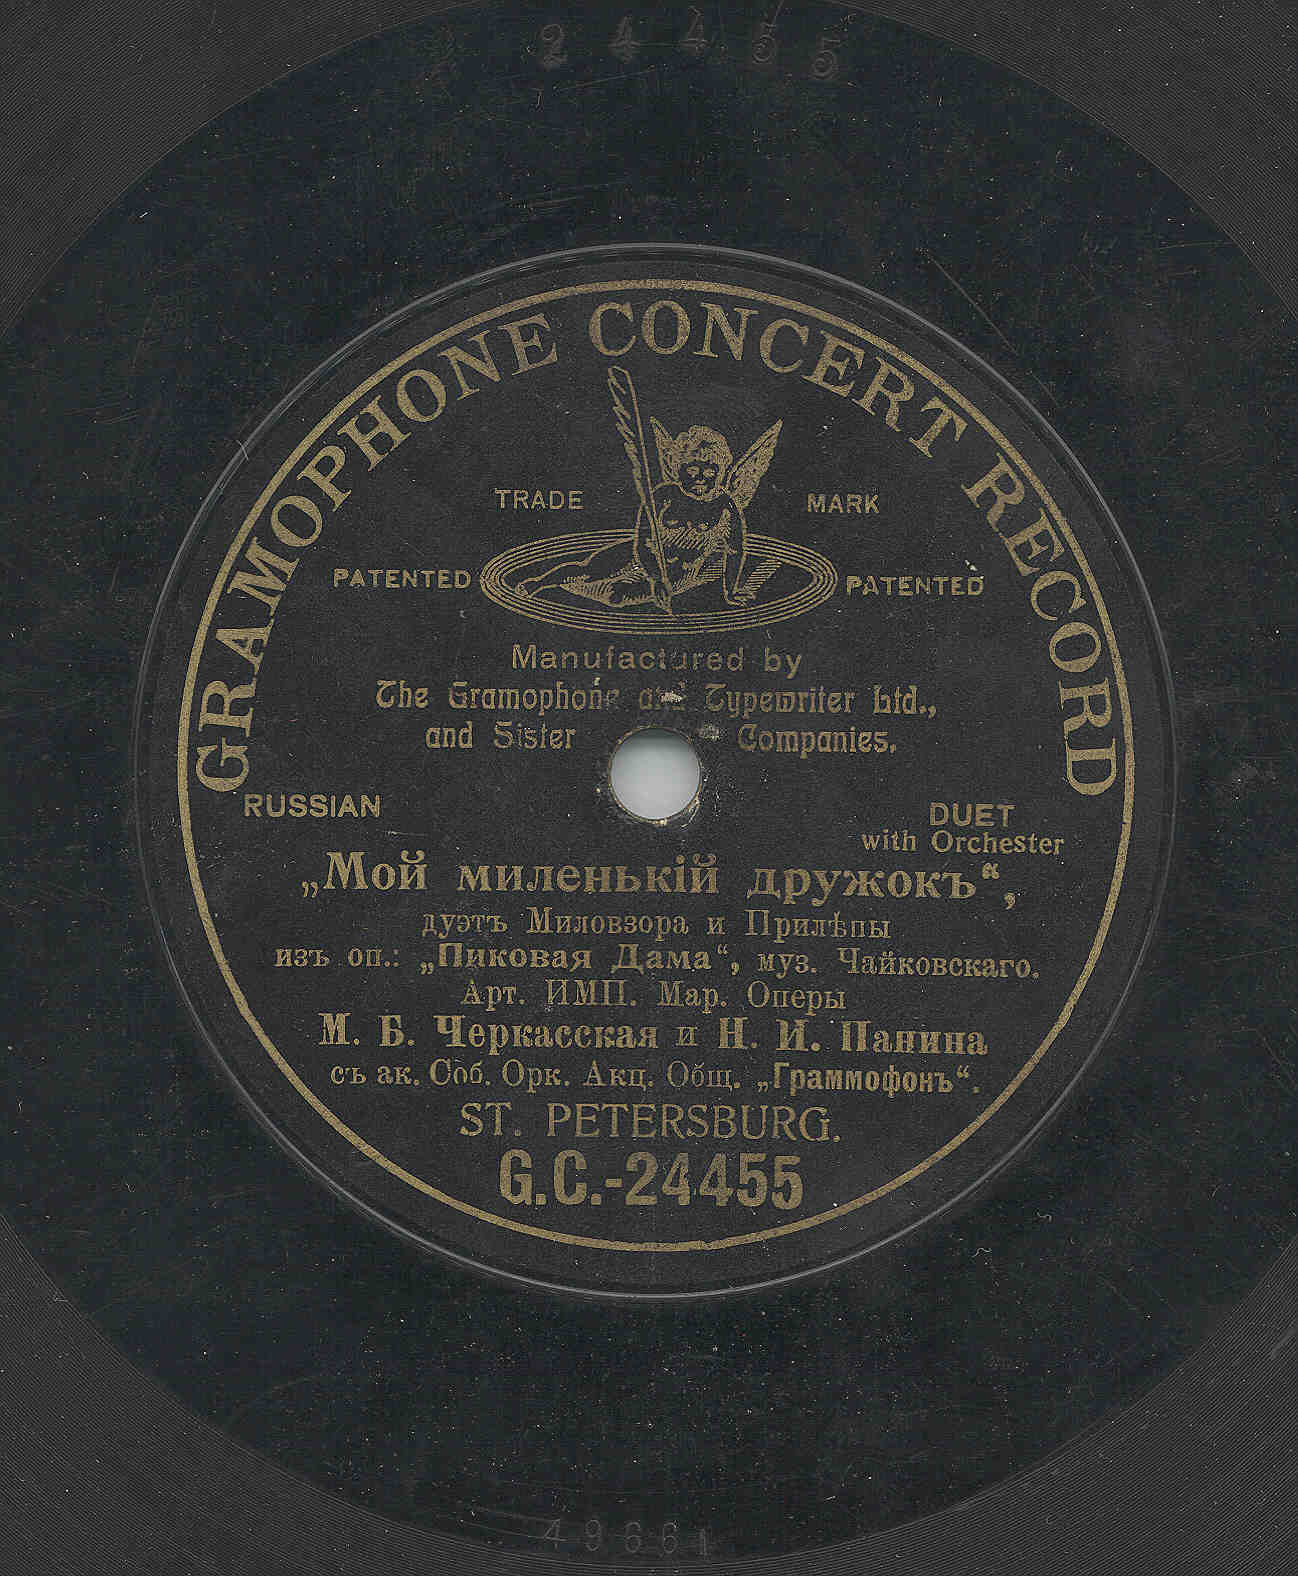 24455
GRAMOPHONE CONCERT RECORD
TRADE MARK
PATENTED PATENTED
Manufactured by
The Gramophone and Typewriter Ltd.,
and Sister Companies.
RUSSIAN
DUET
with Orchester
„Мой миленькій дружокъ“,
дуэтъ Миловзора и Прилѣпы
изъ оп.: „Пиковая Дама“, муз. Чайковскаго.
Арт. ИМП. Мар. Оперы
М. Б. Черкасская и Н. И. Панина
съ ак. Соб. Орк. Акц. Общ. „Граммофонъ“.
ST. PETERSBURG.
G.C.-24455
49661